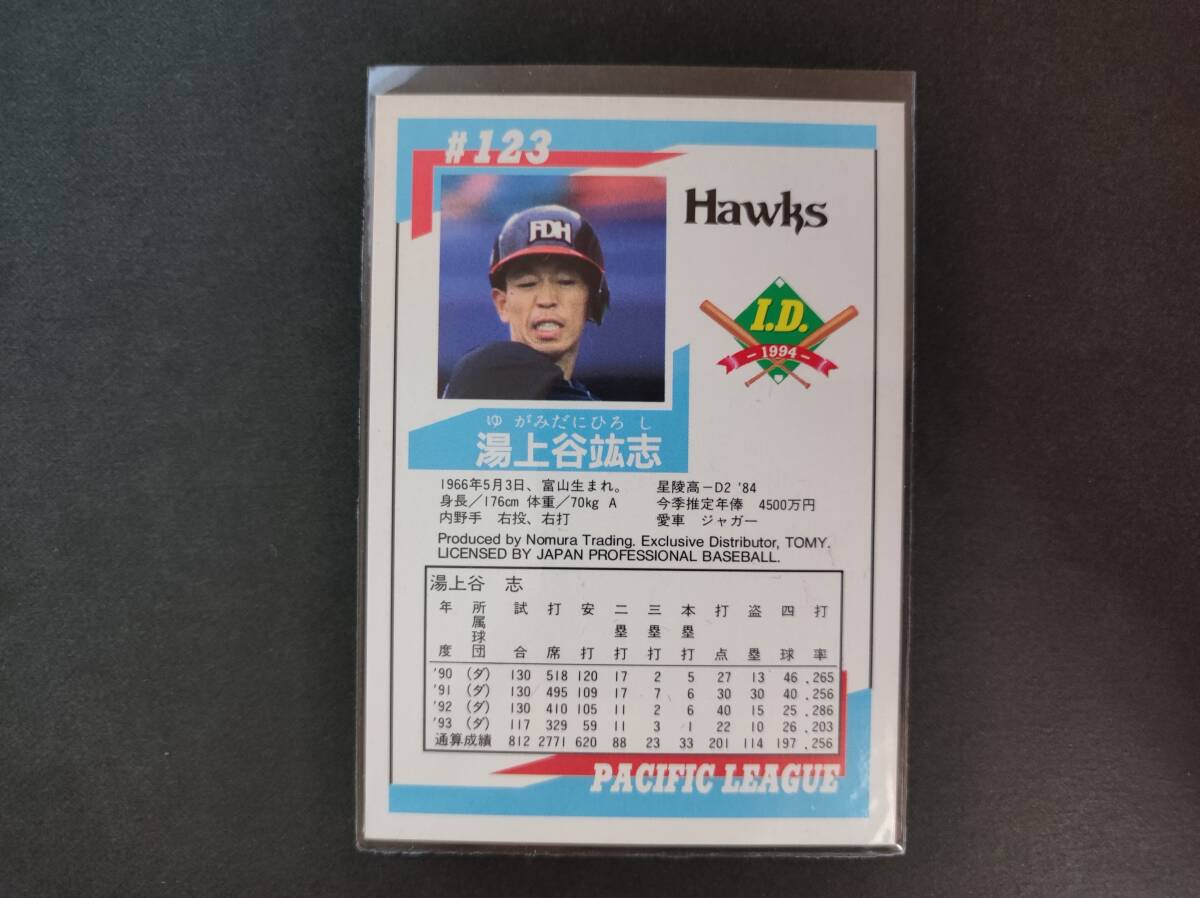 #123
Hawks
FDH
I.D.
-1994-
ゆがみだにひろし
湯上谷竑志
1966年5月3日、富山生まれ。
身長/176cm 体重/70kg A
内野手 右投、右打
星陵高-D2 '84
今季推定年俸 4500万円
愛車 ジャガー
Produced by Nomura Trading. Exclusive Distributor, TOMY.
LICENSED BY JAPAN PROFESSIONAL BASEBALL.
湯上谷 志
年度 所属球団 試合 打席 安打 二塁打 三塁打 本塁打 打点 盗塁 四球 打率
'90 (ダ) 130 518 120 17 2 5 27 13 46 .265
'91 (ダ) 130 495 109 17 7 6 30 30 40 .256
'92 (ダ) 130 410 105 11 2 6 40 15 25 .286
'93 (ダ) 117 329 59 11 3 1 22 10 26 .203
通算成績 812 2771 620 88 23 33 201 114 197 .256
PACIFIC LEAGUE